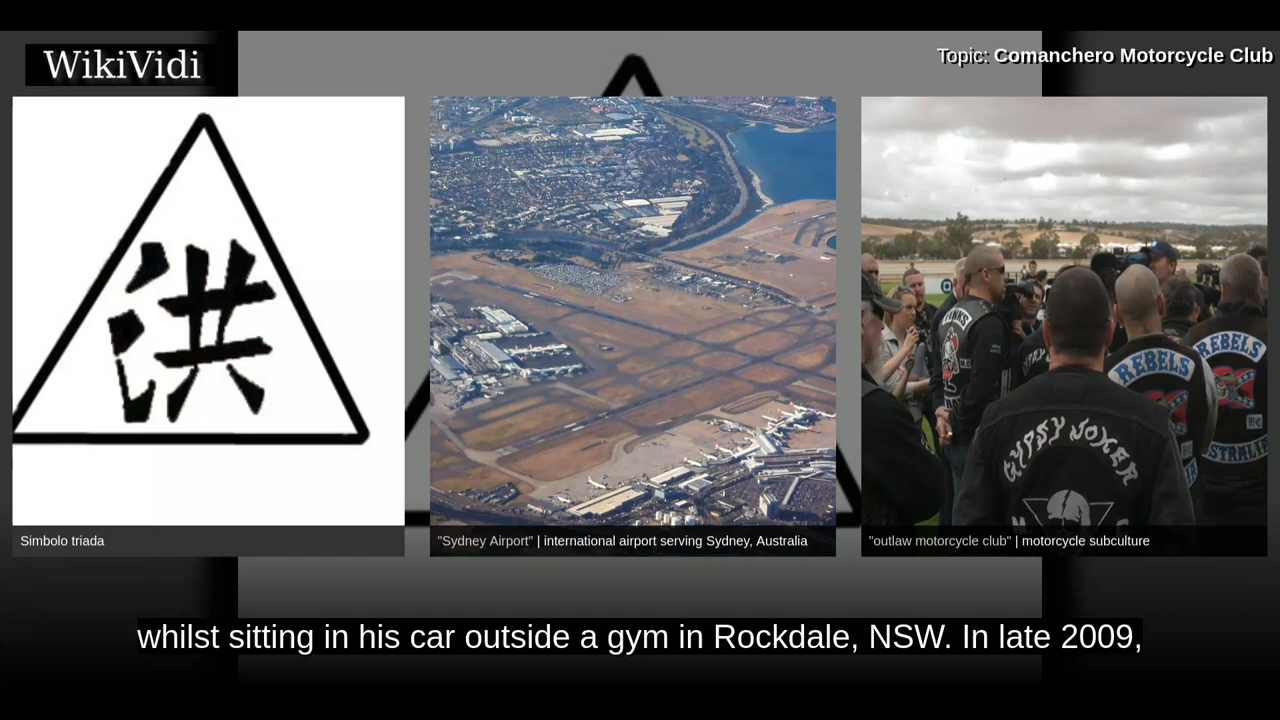 WikiVidi
Topic: Comanchero Motorcycle Club
洪
GYPSY JOKER
REBELS
REBELS
Simbolo triada
"Sydney Airport" | international airport serving Sydney, Australia
"outlaw motorcycle club" | motorcycle subculture
whilst sitting in his car outside a gym in Rockdale, NSW. In late 2009,